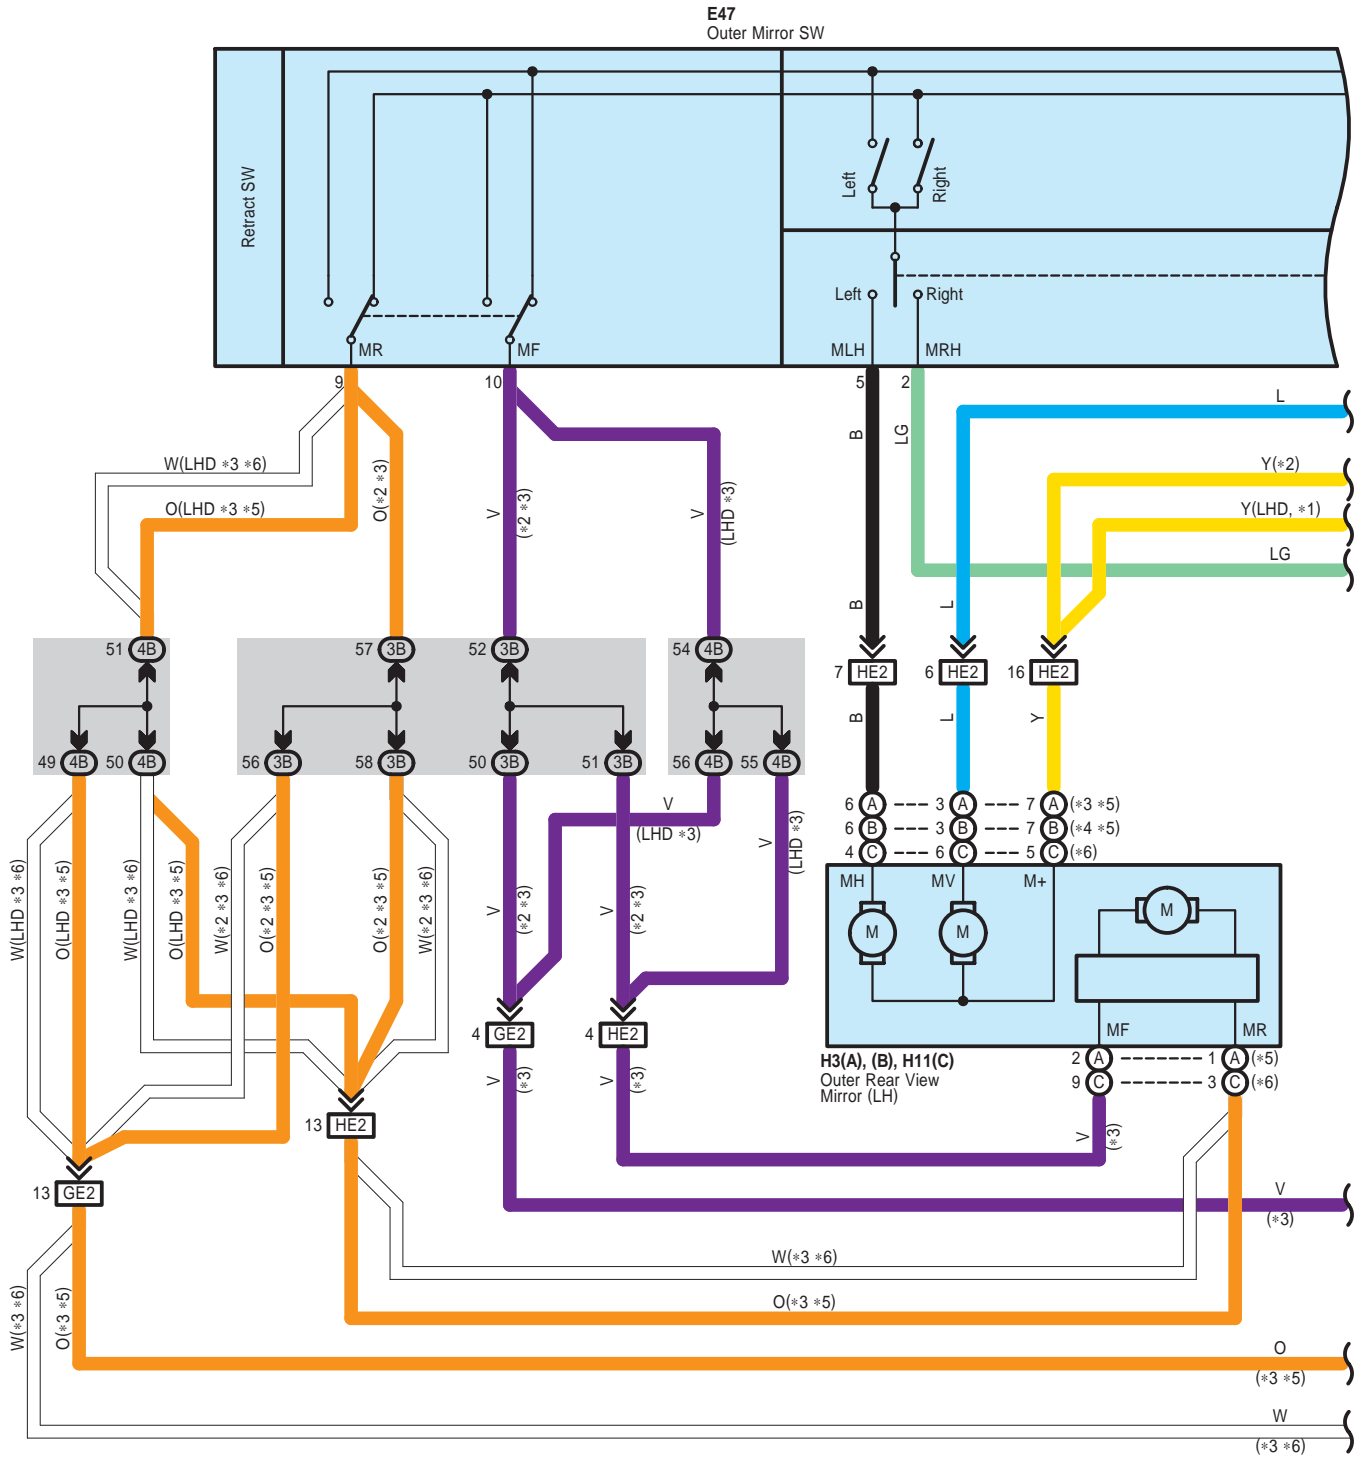 E47
Outer Mirror SW
Retract SW
Left
Right
Left
Right
MR
MF
MLH
MRH
9
10
5
2
L
B
LG
W(LHD *3 *6)
Y(*2)
O(*2 *3)
V
(*2 *3)
V
(LHD *3)
O(LHD *3 *5)
Y(LHD, *1)
LG
B
L
51 4B
57 3B
52 3B
54 4B
7 HE2
6 HE2
16 HE2
B
L
Y
49 4B
50 4B
56 3B
58 3B
50 3B
51 3B
56 4B
55 4B
6 A
3 A
7 A (*3 *5)
6 B
3 B
7 B (*4 *5)
4 C
6 C
5 C (*6)
V
(LHD *3)
V
(LHD *3)
MH
MV
M+
W(LHD *3 *6)
O(LHD *3 *5)
W(LHD *3 *6)
O(LHD *3 *5)
W(*2 *3 *6)
O(*2 *3 *5)
O(*2 *3 *5)
W(*2 *3 *6)
V
(*2 *3)
V
(*2 *3)
M
M
M
MF
MR
4 GE2
4 HE2
H3(A), (B), H11(C)
Outer Rear View
Mirror (LH)
2 A
1 A (*5)
9 C
3 C (*6)
V
(*3)
V
(*3)
13 HE2
V
(*3)
13 GE2
V
(*3)
W(*3 *6)
O(*3 *5)
W(*3 *6)
O(*3 *5)
O
(*3 *5)
W
(*3 *6)